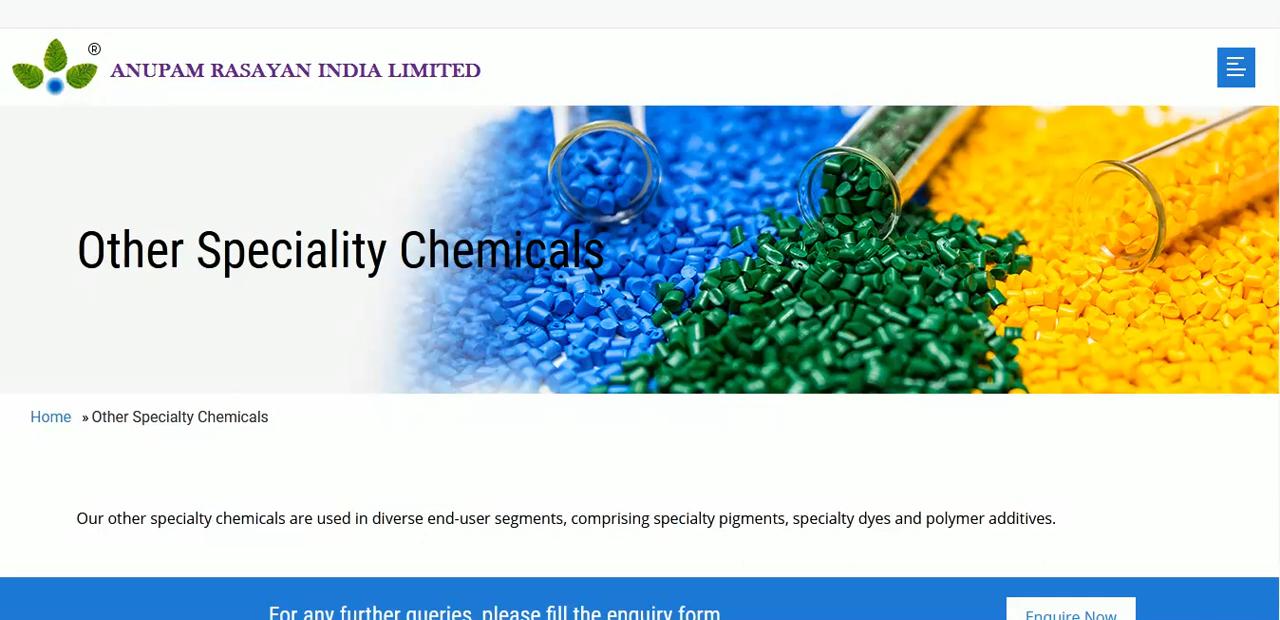 ®
ANUPAM RASAYAN INDIA LIMITED
Other Speciality Chemicals
Home » Other Specialty Chemicals
Our other specialty chemicals are used in diverse end-user segments, comprising specialty pigments, specialty dyes and polymer additives.
For any further queries, please fill the enquiry form
Enquire Now